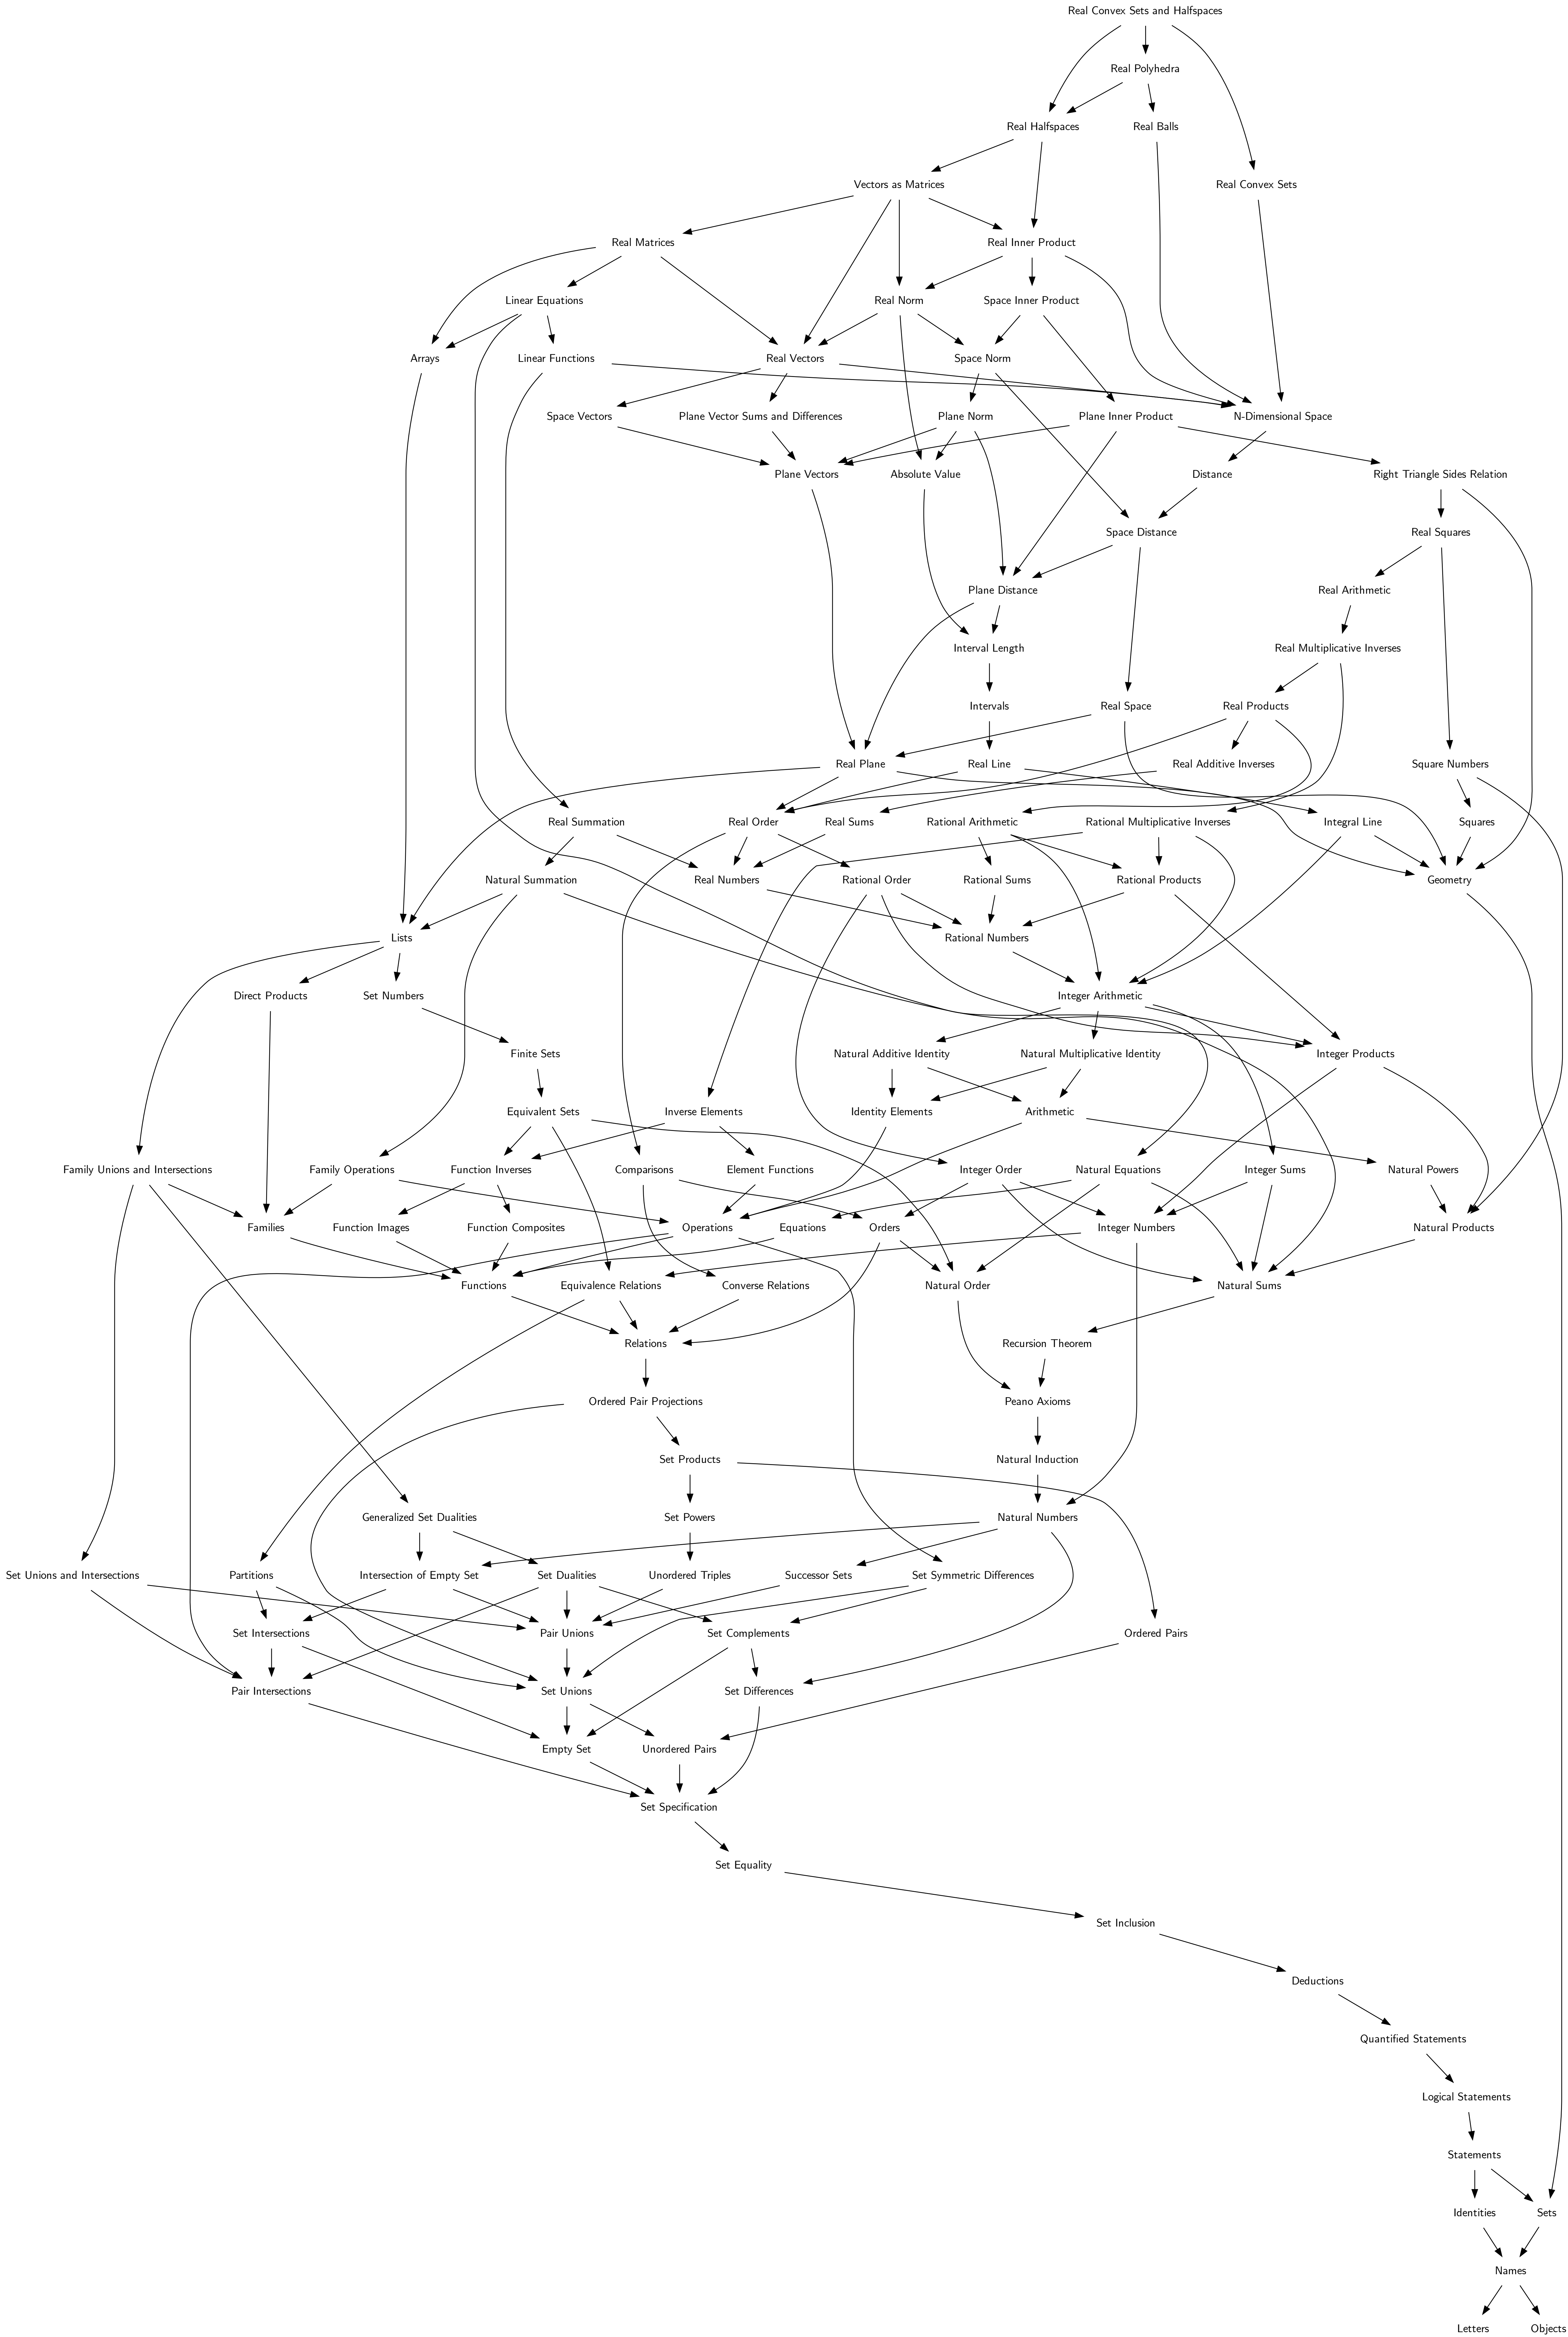 Real Convex Sets and Halfspaces
Real Polyhedra
Real Halfspaces
Real Balls
Vectors as Matrices
Real Convex Sets
Real Matrices
Real Inner Product
Linear Equations
Real Norm
Space Inner Product
Arrays
Linear Functions
Real Vectors
Space Norm
Space Vectors
Plane Vector Sums and Differences
Plane Norm
Plane Inner Product
N-Dimensional Space
Plane Vectors
Absolute Value
Distance
Right Triangle Sides Relation
Space Distance
Real Squares
Plane Distance
Real Arithmetic
Interval Length
Real Multiplicative Inverses
Intervals
Real Space
Real Products
Real Plane
Real Line
Real Additive Inverses
Square Numbers
Real Summation
Real Order
Real Sums
Rational Arithmetic
Rational Multiplicative Inverses
Integral Line
Squares
Natural Summation
Real Numbers
Rational Order
Rational Sums
Rational Products
Geometry
Lists
Rational Numbers
Direct Products
Set Numbers
Integer Arithmetic
Finite Sets
Natural Additive Identity
Natural Multiplicative Identity
Integer Products
Equivalent Sets
Inverse Elements
Identity Elements
Arithmetic
Family Unions and Intersections
Family Operations
Function Inverses
Comparisons
Element Functions
Integer Order
Natural Equations
Integer Sums
Natural Powers
Families
Function Images
Function Composites
Operations
Equations
Orders
Integer Numbers
Natural Products
Functions
Equivalence Relations
Converse Relations
Natural Order
Natural Sums
Relations
Recursion Theorem
Ordered Pair Projections
Peano Axioms
Set Products
Natural Induction
Generalized Set Dualities
Set Powers
Natural Numbers
Set Unions and Intersections
Partitions
Intersection of Empty Set
Set Dualities
Unordered Triples
Successor Sets
Set Symmetric Differences
Set Intersections
Pair Unions
Set Complements
Ordered Pairs
Pair Intersections
Set Unions
Set Differences
Empty Set
Unordered Pairs
Set Specification
Set Equality
Set Inclusion
Deductions
Quantified Statements
Logical Statements
Statements
Identities
Sets
Names
Letters
Objects